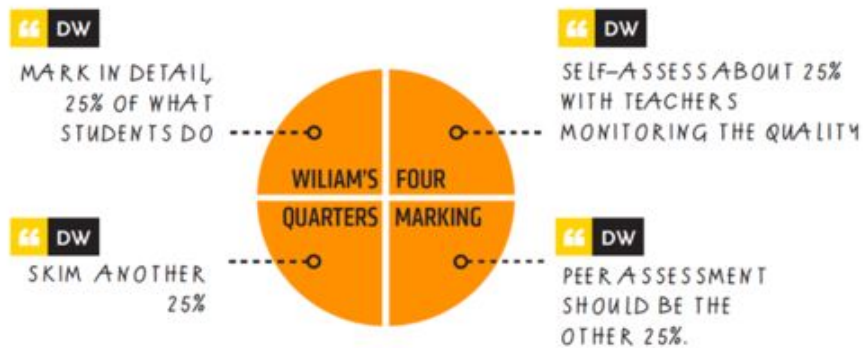 “ DW
MARK IN DETAIL,
25% OF WHAT
STUDENTS DO
“ DW
SELF-ASSESS ABOUT 25%
WITH TEACHERS
MONITORING THE QUALITY
WILIAM'S FOUR
QUARTERS MARKING
“ DW
SKIM ANOTHER
25%
“ DW
PEER ASSESSMENT
SHOULD BE THE
OTHER 25%.